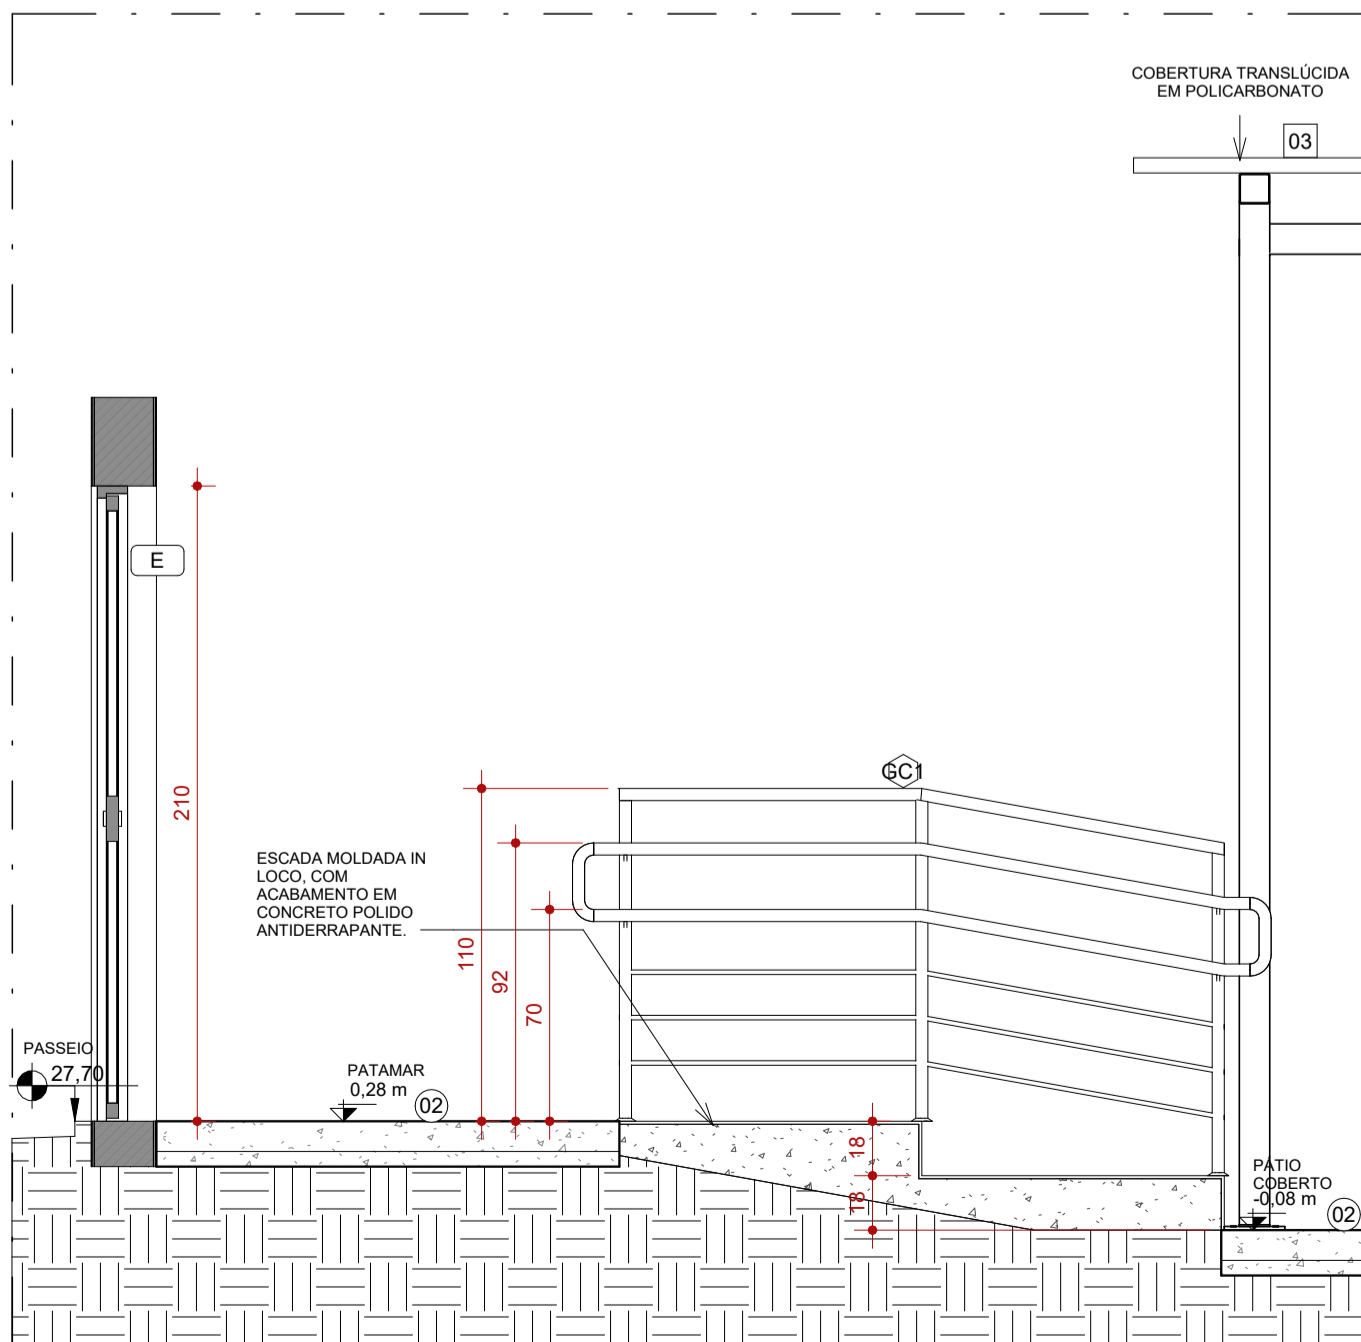 COBERTURA TRANSLÚCIDA
EM POLICARBONATO
03
E
210
GC1
ESCADA MOLDADA IN
LOCO, COM
ACABAMENTO EM
CONCRETO POLIDO
ANTIDERRAPANTE.
110
92
70
PASSEIO
27,70
PATAMAR
0,28 m
02
18
18
PÁTIO
COBERTO
-0,08 m
02